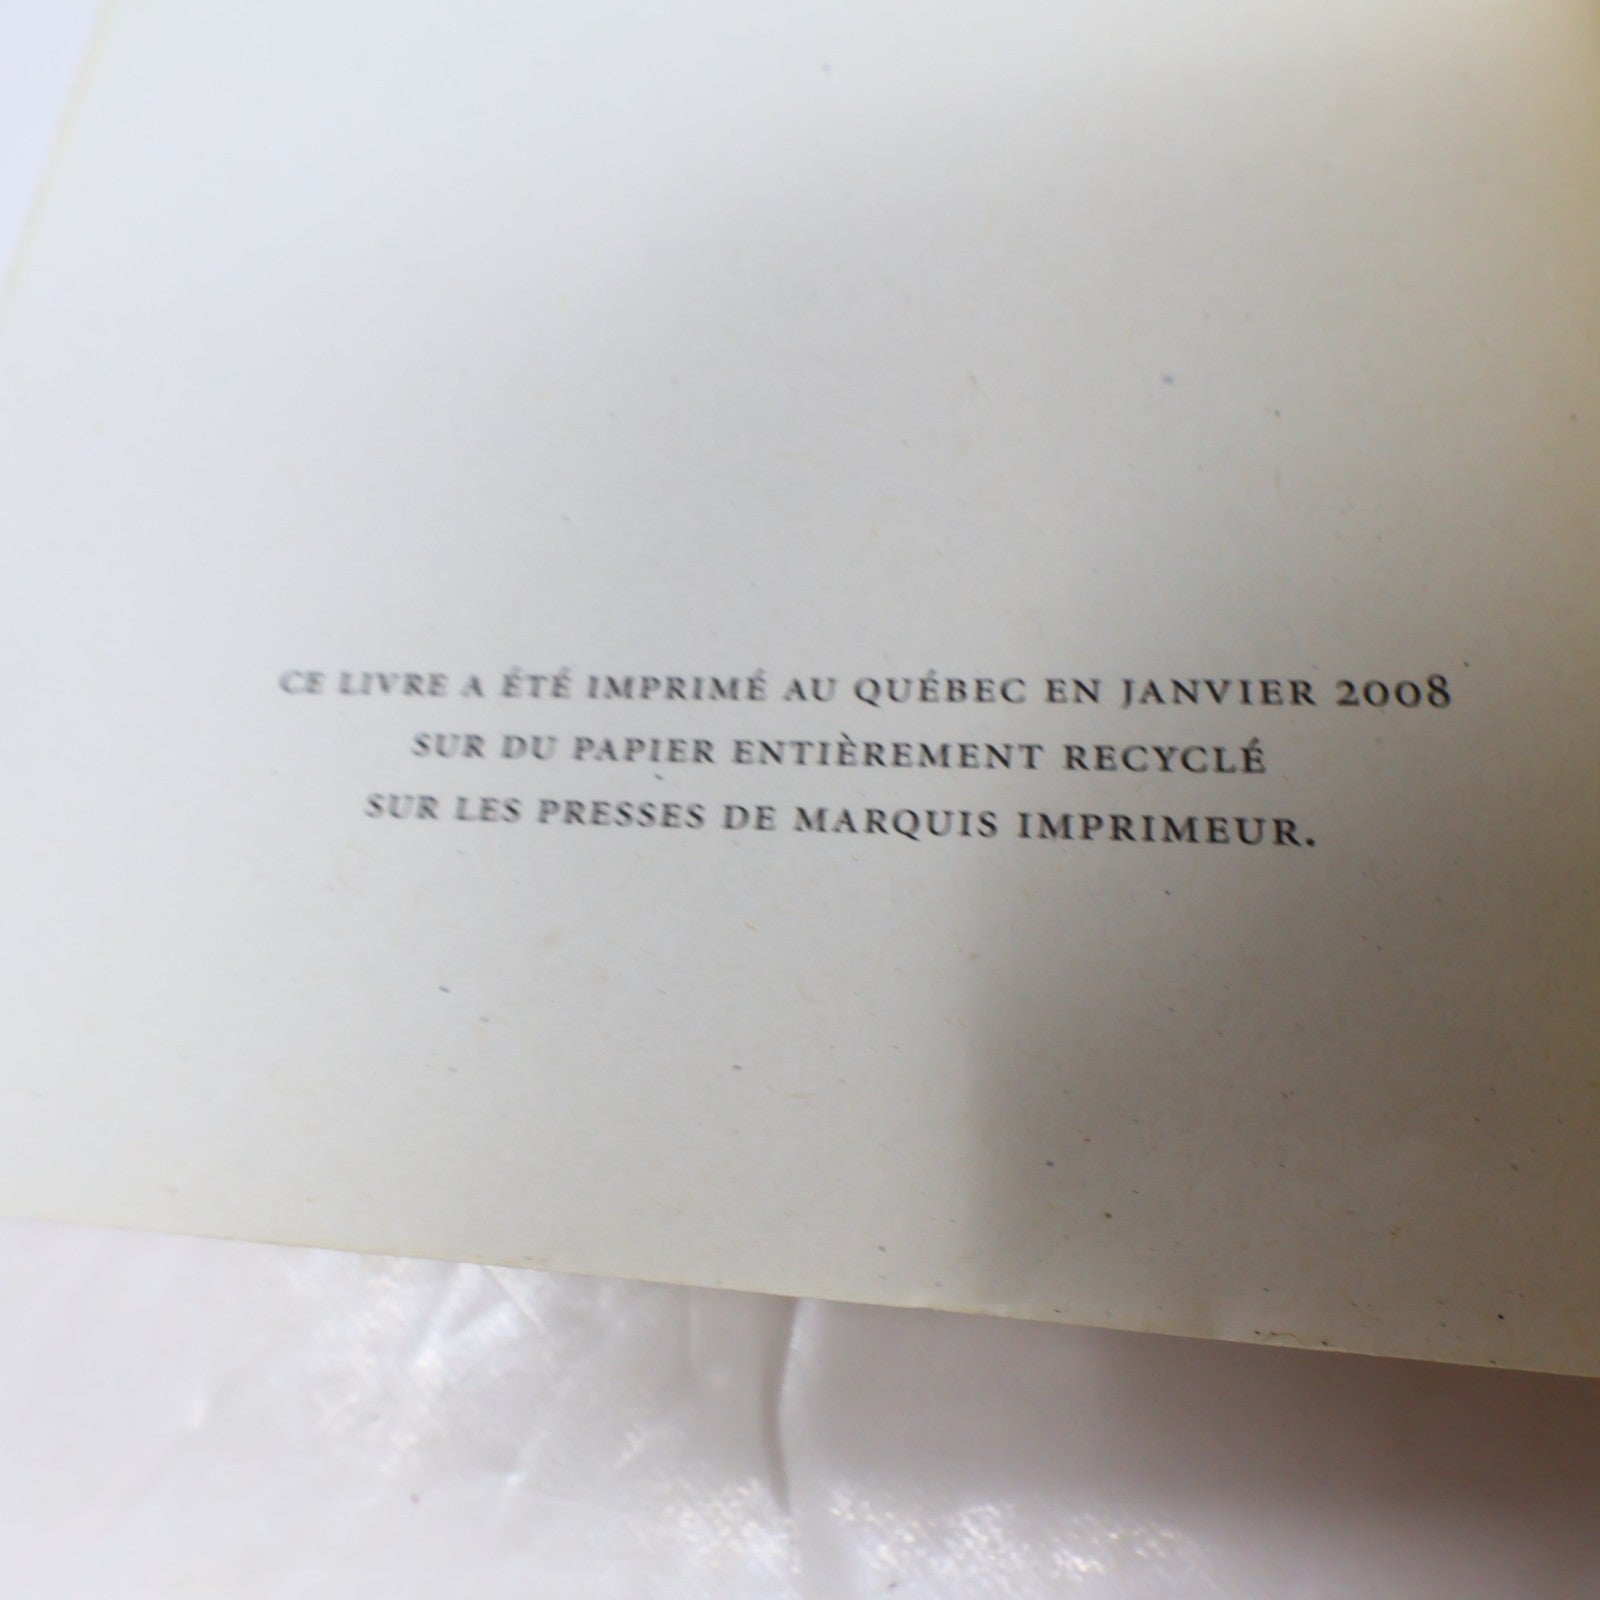 CE LIVRE A ÉTÉ IMPRIMÉ AU QUÉBEC EN JANVIER 2008
SUR DU PAPIER ENTIÈREMENT RECYCLÉ
SUR LES PRESSES DE MARQUIS IMPRIMEUR.